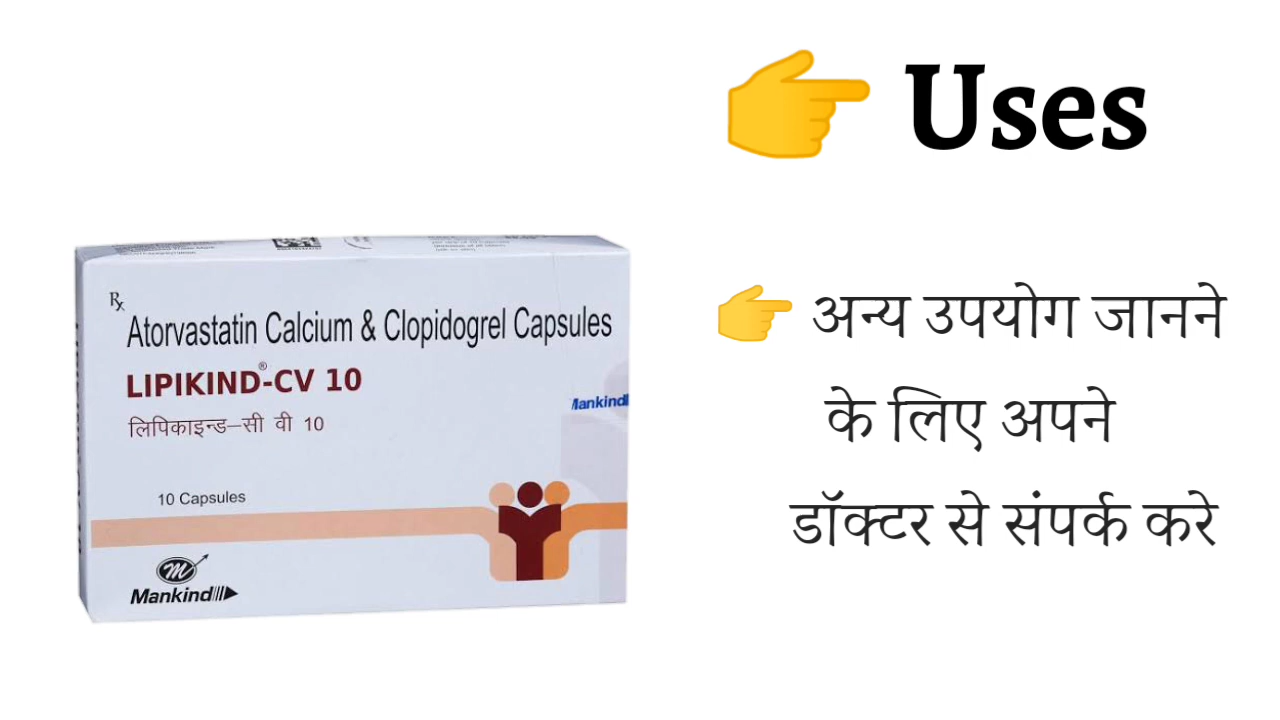 Uses
Rx
Atorvastatin Calcium & Clopidogrel Capsules
LIPIKIND®-CV 10
लिपिकाइन्ड–सी वी 10
Mankind
10 Capsules
Mankind
अन्य उपयोग जानने
के लिए अपने
डॉक्टर से संपर्क करे